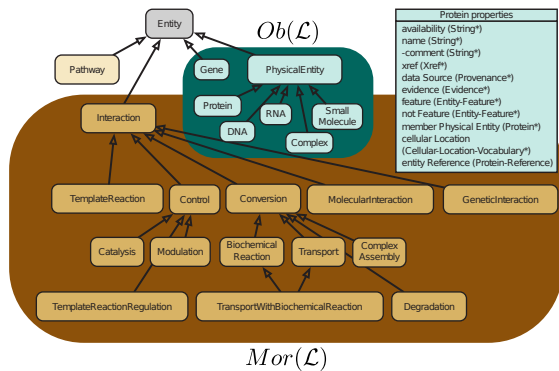 Entity
Ob(ℒ)
Pathway
Gene
PhysicalEntity
Protein
DNA
RNA
Small
Molecule
Complex
Protein properties
availability (String*)
name (String*)
-comment (String*)
xref (Xref*)
data Source (Provenance*)
evidence (Evidence*)
feature (Entity-Feature*)
not Feature (Entity-Feature*)
member Physical Entity (Protein*)
cellular Location
(Cellular-Location-Vocabulary*)
entity Reference (Protein-Reference)
Interaction
TemplateReaction
Control
Conversion
MolecularInteraction
GeneticInteraction
Catalysis
Modulation
Biochemical
Reaction
Transport
Complex
Assembly
TemplateReactionRegulation
TransportWithBiochemicalReaction
Degradation
Mor(ℒ)